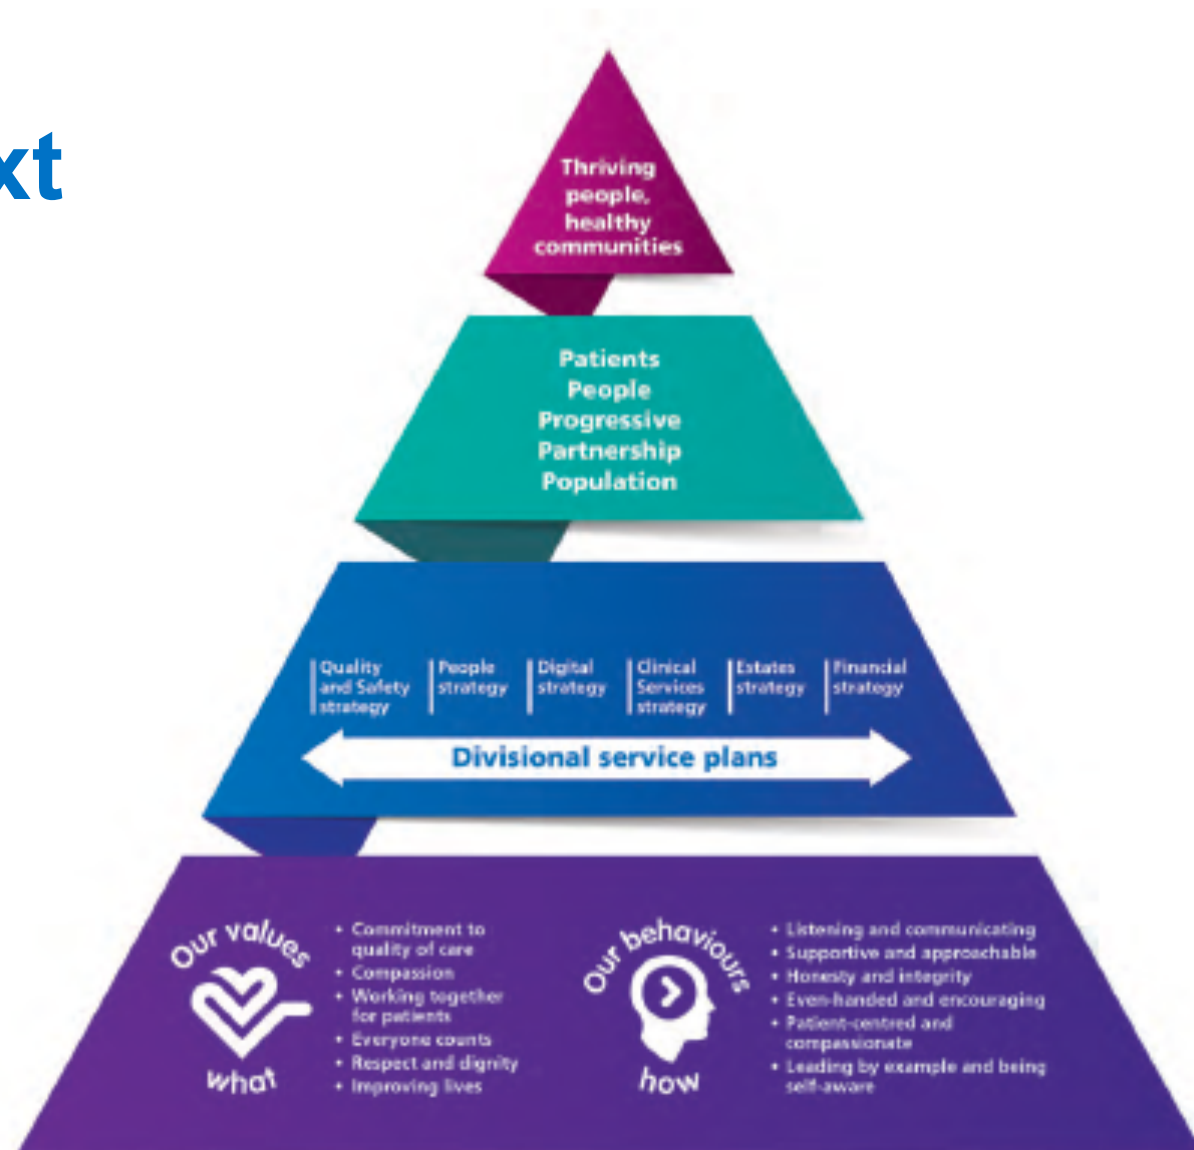 xt
Thriving
people,
healthy
communities
Patients
People
Progressive
Partnership
Population
Quality
and Safety
strategy
People
strategy
Digital
strategy
Clinical
Services
strategy
Estates
strategy
Financial
strategy
Divisional service plans
Our values
what
• Commitment to
quality of care
• Compassion
• Working together
for patients
• Everyone counts
• Respect and dignity
• Improving lives
Our behaviours
how
• Listening and communicating
• Supportive and approachable
• Honesty and integrity
• Even-handed and encouraging
• Patient-centred and
compassionate
• Leading by example and being
self-aware